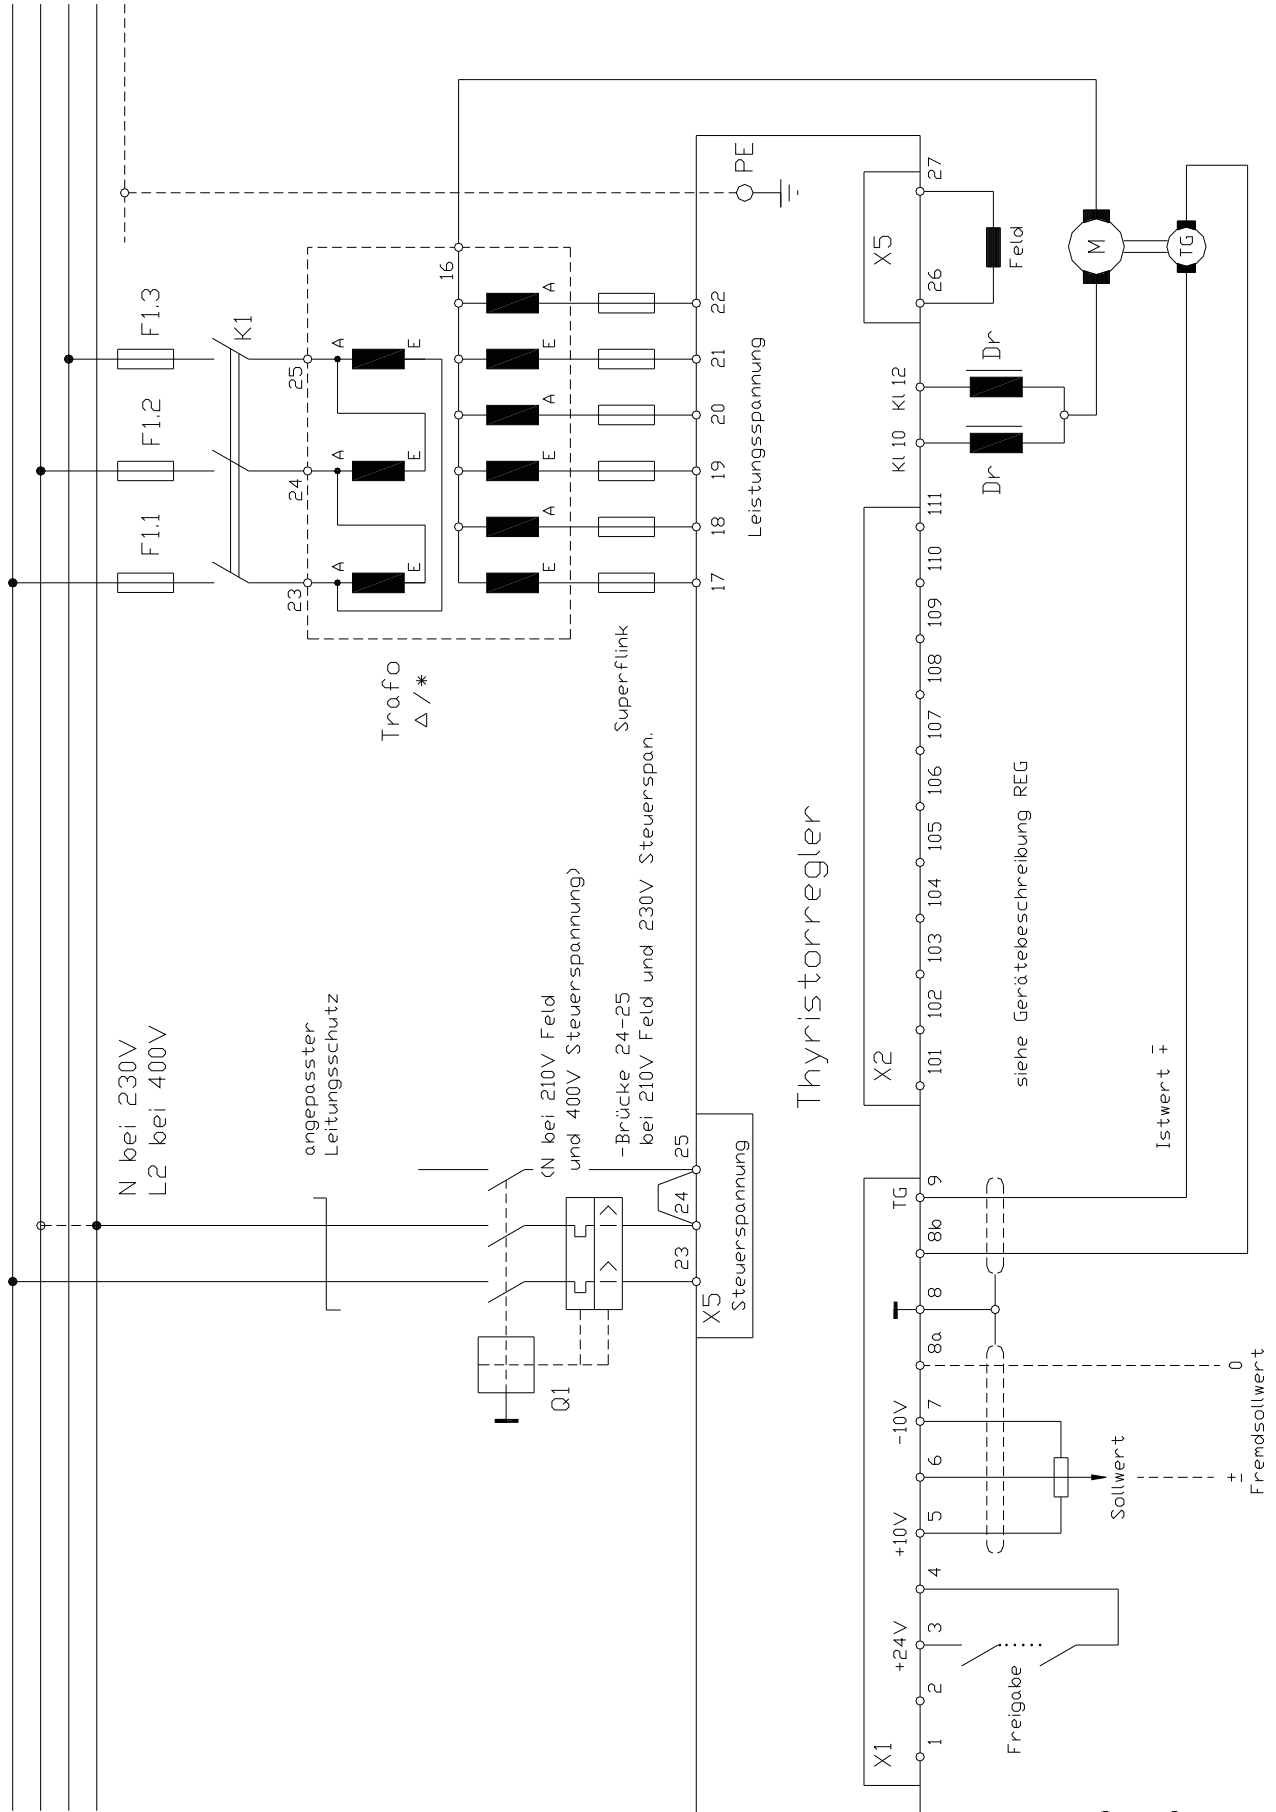 N bei 230V
L2 bei 400V
F1.1
F1.2
F1.3
K1
PE
angepasster
Leitungsschutz
23
24
25
A
A
A
E
E
E
Trafo
Δ/*
16
E
A
E
A
E
A
Superflink
Q1
(N bei 210V Feld
und 400V Steuerspannung)
-Brücke 24-25
bei 210V Feld und 230V Steuerspan.
23
24
25
X5
Steuerspannung
17
18
19
20
21
22
Leistungsspannung
Thyristorregler
X1
+24V
+10V
-10V
TG
X2
Kl 10
Kl 12
X5
1
2
3
4
5
6
7
8a
8
8b
9
101
102
103
104
105
106
107
108
109
110
111
26
27
Dr
Dr
Feld
Freigabe
siehe Gerätebeschreibung REG
M
TG
Sollwert
Istwert -+
+-
0
Fremdsollwert